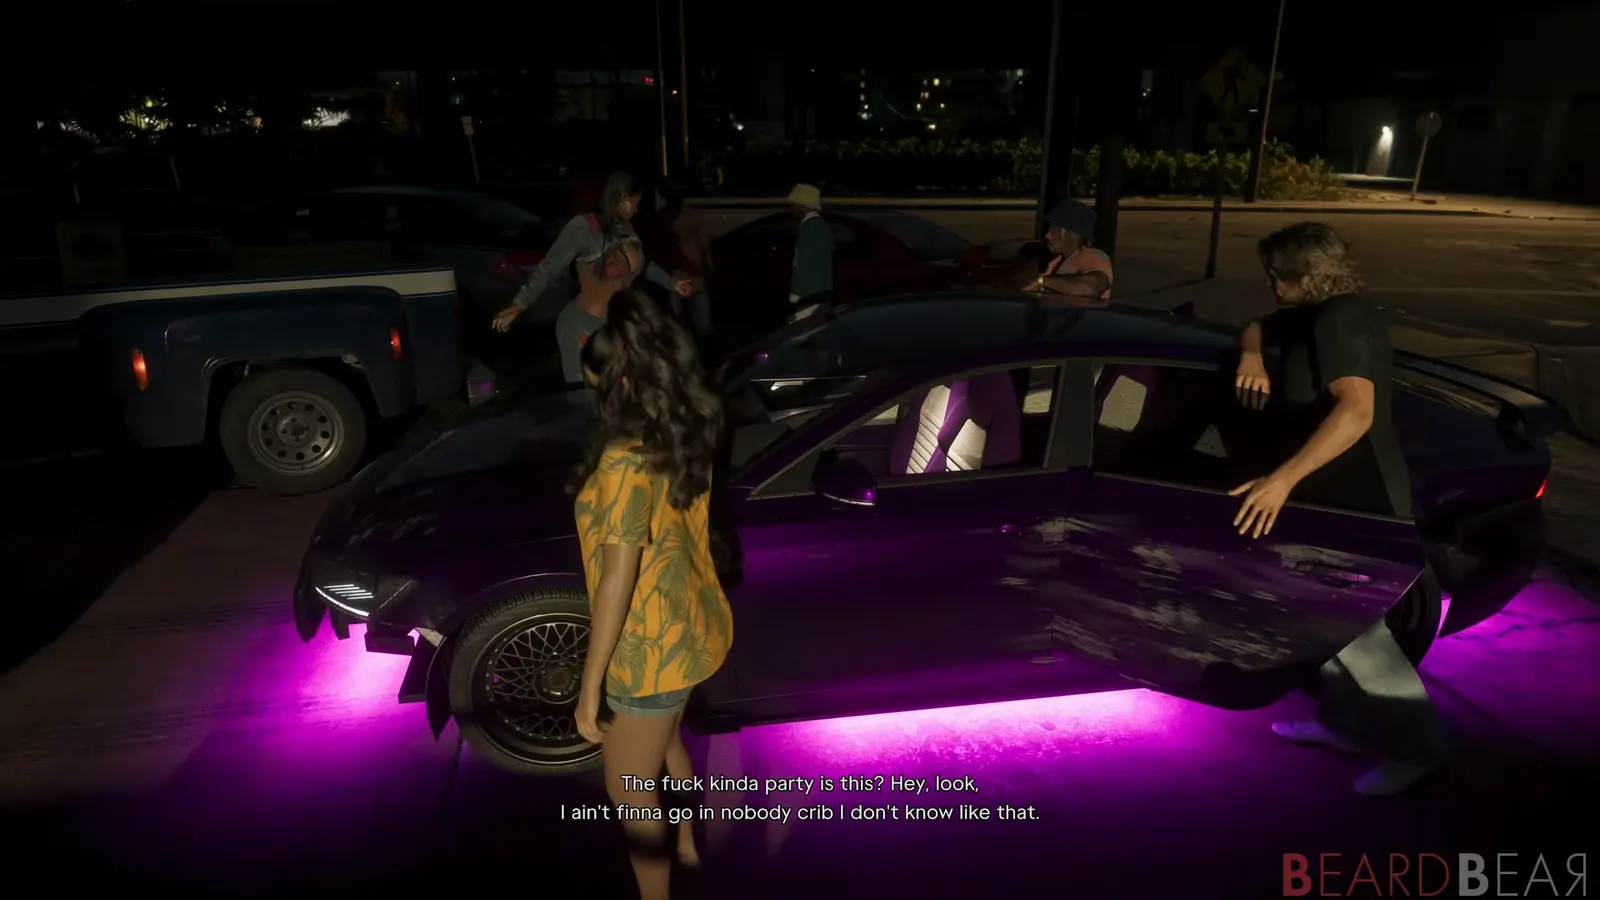 The fuck kinda party is this? Hey, look,
I ain't finna go in nobody crib I don't know like that.
BEARDBEAR